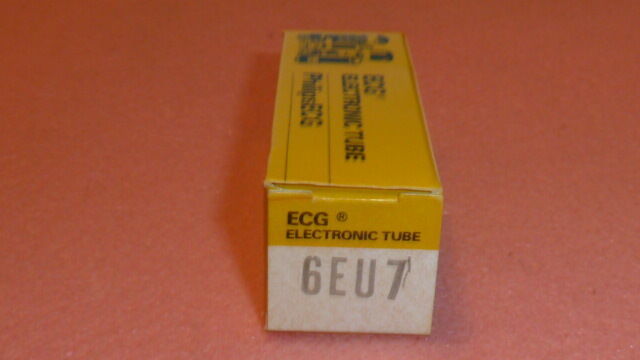 ECG®
ELECTRONIC TUBE
Philips ECG
ECG ®
ELECTRONIC TUBE
6EU7